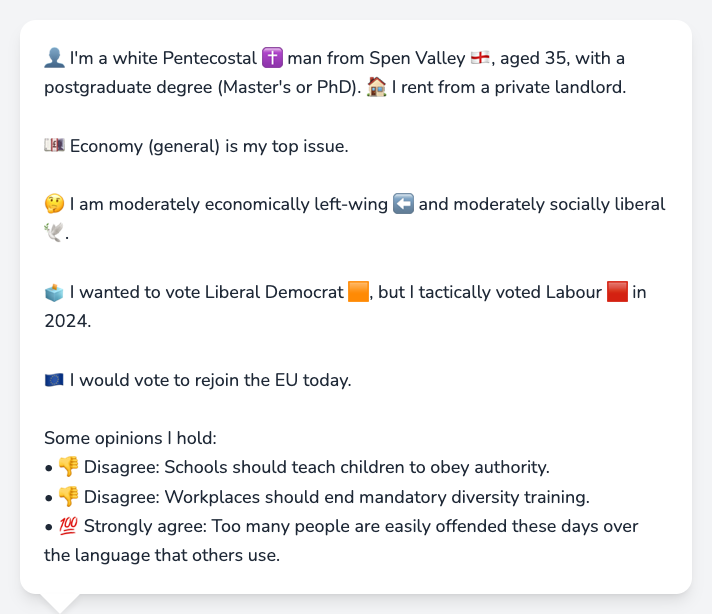 👤 I'm a white Pentecostal ✝️ man from Spen Valley 🏴󠁧󠁢󠁥󠁮󠁧󠁿, aged 35, with a
postgraduate degree (Master's or PhD). 🏠 I rent from a private landlord.
💷 Economy (general) is my top issue.
🤔 I am moderately economically left-wing ⬅️ and moderately socially liberal
🕊️.
🗳️ I wanted to vote Liberal Democrat 🟧, but I tactically voted Labour 🟥 in
2024.
🇪🇺 I would vote to rejoin the EU today.
Some opinions I hold:
• 👎 Disagree: Schools should teach children to obey authority.
• 👎 Disagree: Workplaces should end mandatory diversity training.
• 💯 Strongly agree: Too many people are easily offended these days over
the language that others use.